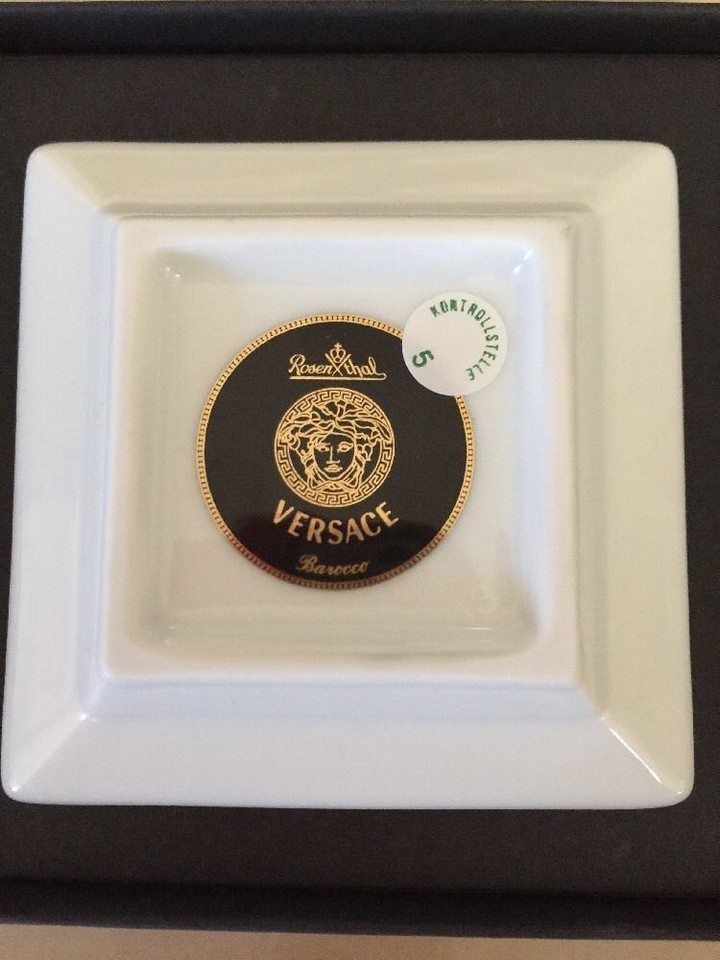 Rosenthal
VERSACE
Barocco
KONTROLLSTELLE
5